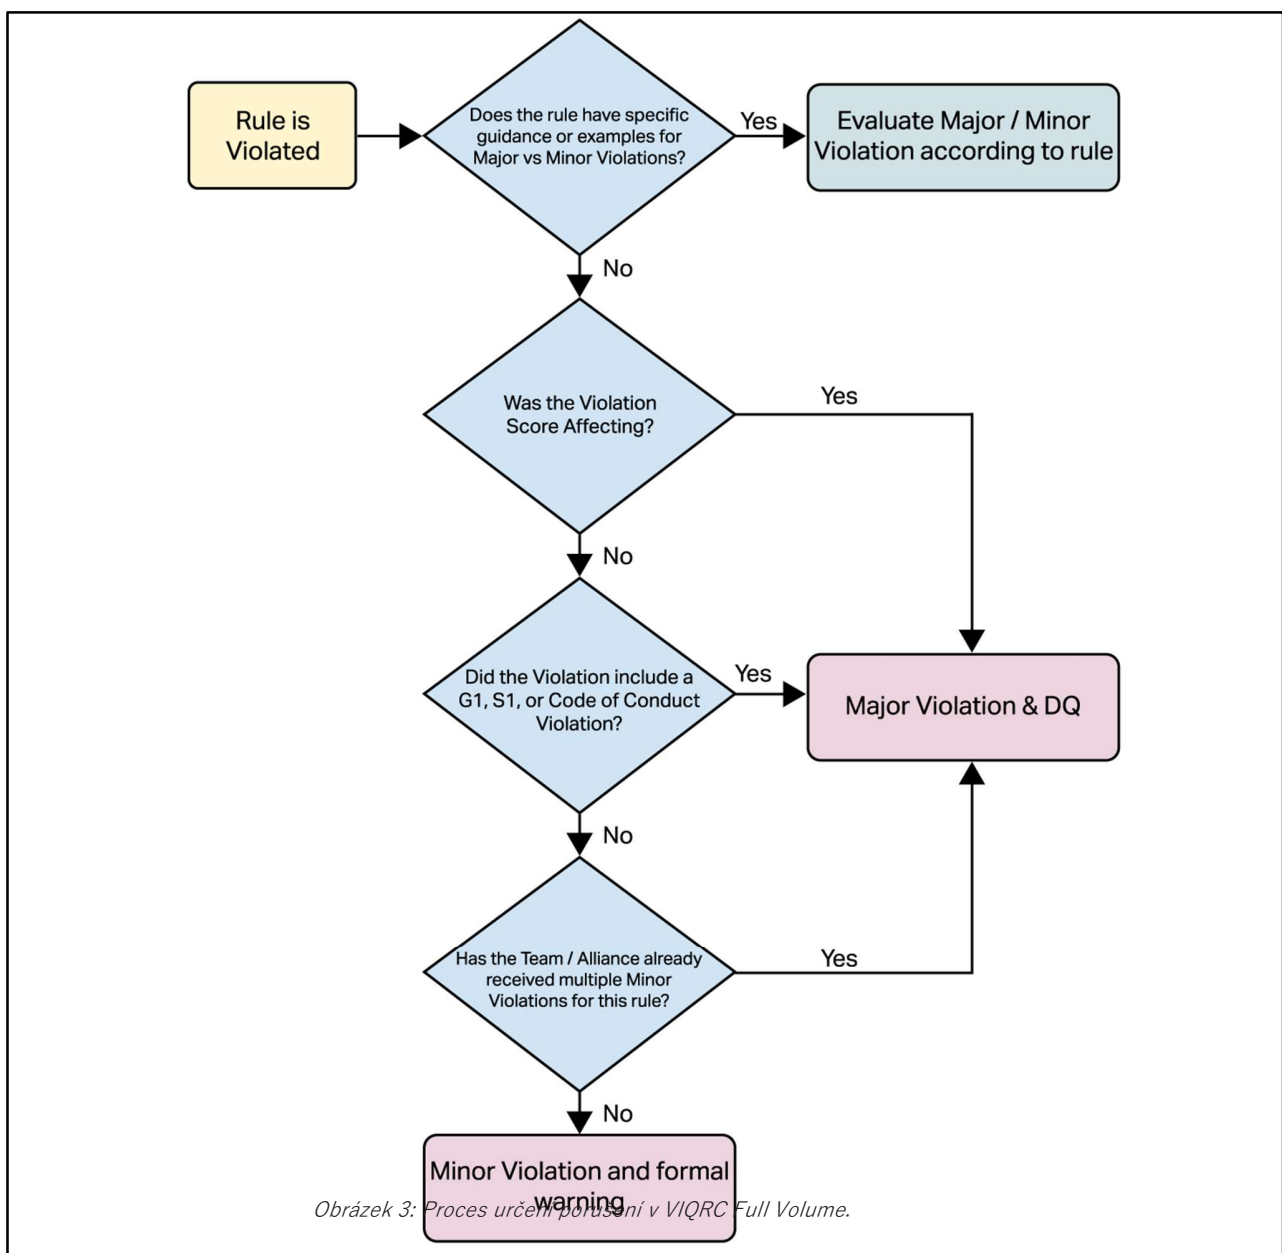 Rule is
Violated
Does the rule have specific
guidance or examples for
Major vs Minor Violations?
Yes
Evaluate Major / Minor
Violation according to rule
No
Was the Violation
Score Affecting?
Yes
No
Did the Violation include a
G1, S1, or Code of Conduct
Violation?
Yes
Major Violation & DQ
No
Has the Team / Alliance already
received multiple Minor
Violations for this rule?
Yes
No
Minor Violation and formal
warning
Obrázek 3: Proces určení porušení v VIQRC Full Volume.